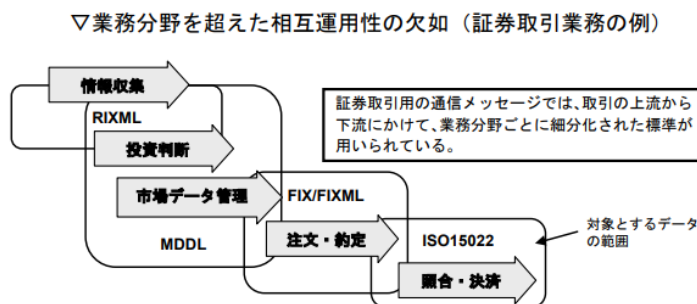 ▽業務分野を超えた相互運用性の欠如（証券取引業務の例）
情報収集
証券取引用の通信メッセージでは、取引の上流から
下流にかけて、業務分野ごとに細分化された標準が
用いられている。
RIXML
投資判断
市場データ管理
FIX/FIXML
MDDL
注文・約定
ISO15022
対象とするデータ
の範囲
照合・決済